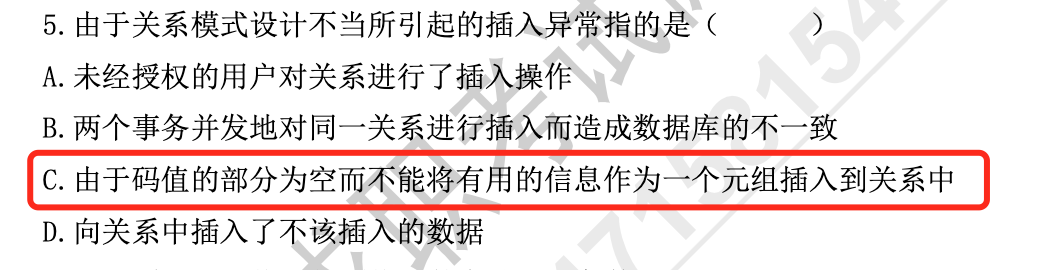 5.由于关系模式设计不当所引起的插入异常指的是（　　　）
A.未经授权的用户对关系进行了插入操作
B.两个事务并发地对同一关系进行插入而造成数据库的不一致
C.由于码值的部分为空而不能将有用的信息作为一个元组插入到关系中
D.向关系中插入了不该插入的数据